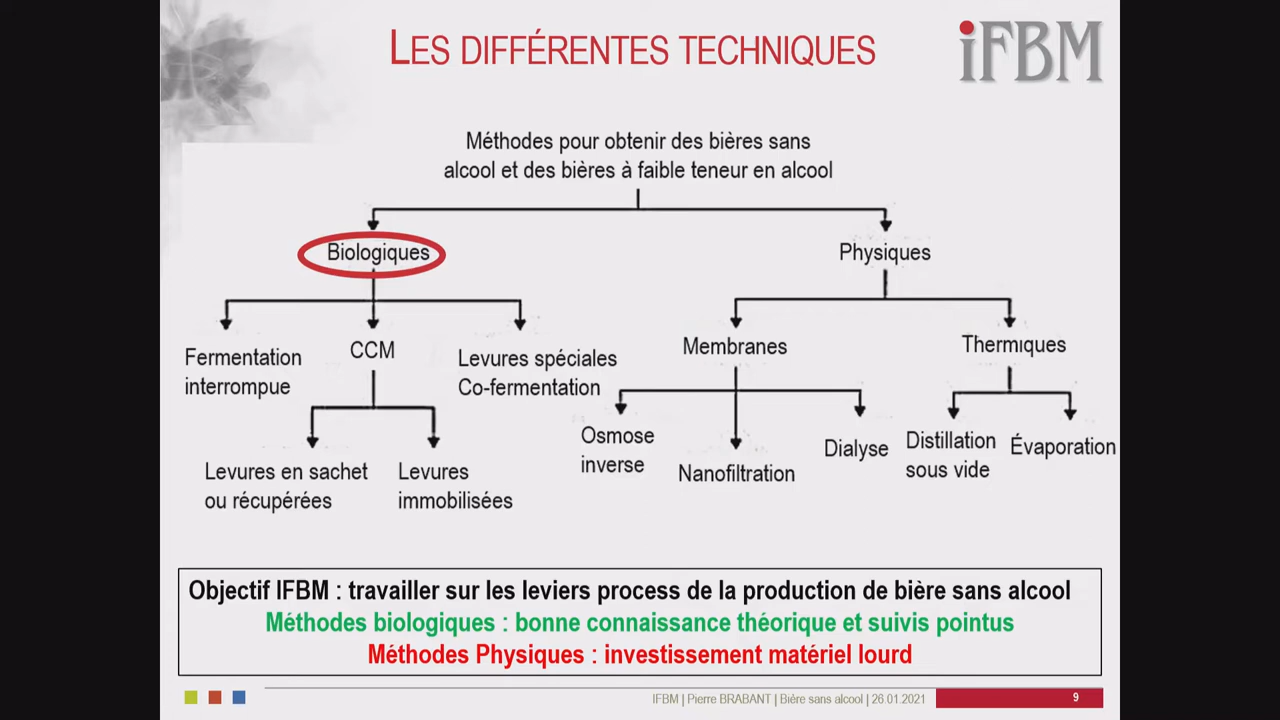 LES DIFFÉRENTES TECHNIQUES
iFBM
Méthodes pour obtenir des bières sans
alcool et des bières à faible teneur en alcool
Biologiques
Physiques
Fermentation
interrompue
CCM
Levures spéciales
Co-fermentation
Membranes
Thermiques
Levures en sachet
ou récupérées
Levures
immobilisées
Osmose
inverse
Nanofiltration
Dialyse
Distillation
sous vide
Évaporation
Objectif IFBM : travailler sur les leviers process de la production de bière sans alcool
Méthodes biologiques : bonne connaissance théorique et suivis pointus
Méthodes Physiques : investissement matériel lourd
IFBM | Pierre BRABANT | Bière sans alcool | 26.01.2021
9